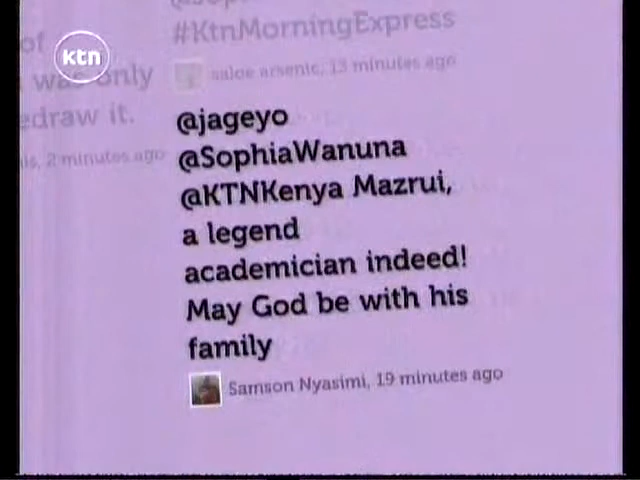 of
was only
edraw it.
2 minutes ago
ktn
#KtnMorningExpress
saloe arsenic, 13 minutes ago
@jageyo
@SophiaWanuna
@KTNKenya Mazrui,
a legend
academician indeed!
May God be with his
family
Samson Nyasimi, 19 minutes ago